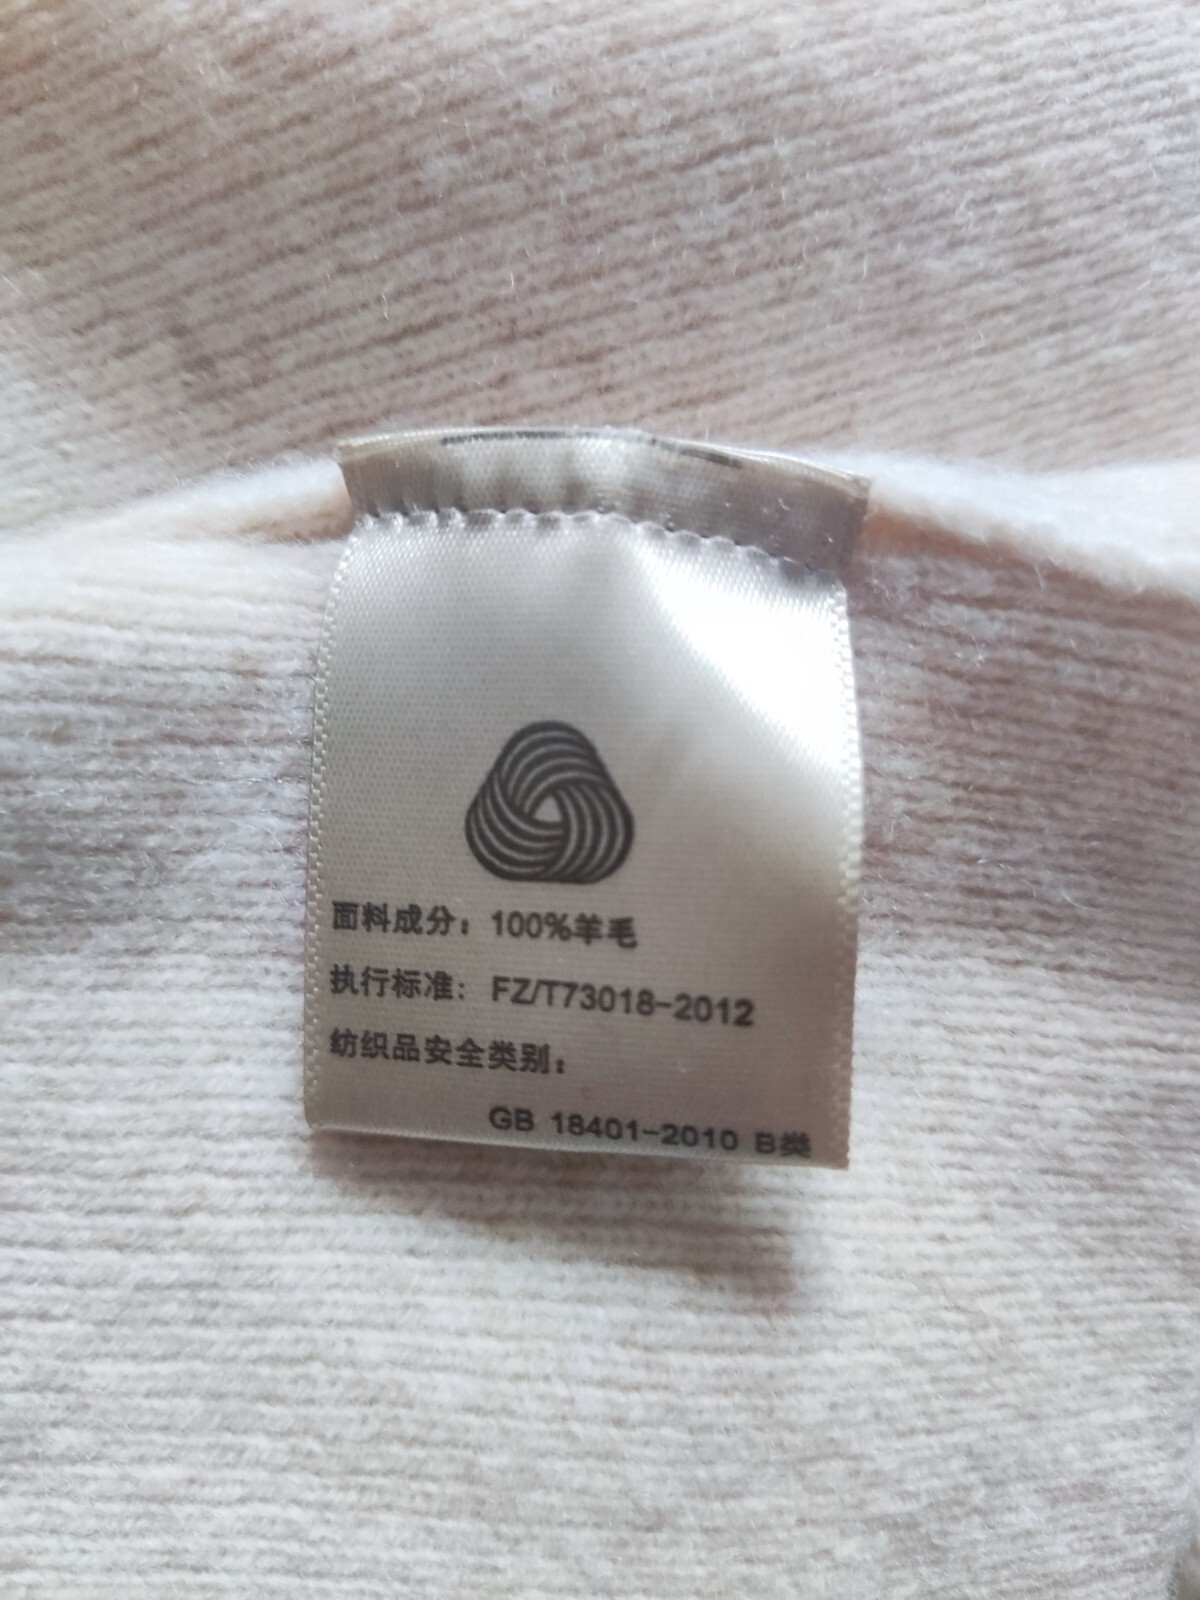 面料成分：100%羊毛
执行标准：FZ/T73018-2012
纺织品安全类别：
GB 18401-2010 B类